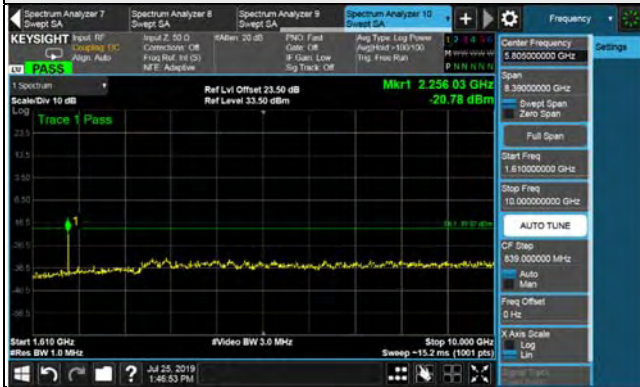 Spectrum Analyzer 7
Swept SA
Spectrum Analyzer 8
Swept SA
Spectrum Analyzer 9
Swept SA
Spectrum Analyzer 10
Swept SA
Frequency
KEYSIGHT
Input: RF
Coupling: DC
Align: Auto
Input Z: 50 Ω
Corrections: Off
Freq Ref: Int (S)
NFE: Adaptive
#Atten: 20 dB
PNO: Fast
Gate: Off
IF Gain: Low
Sig Track: Off
Avg Type: Log Power
Avg|Hold: >100/100
Trig: Free Run
LV PASS
1 Spectrum
Scale/Div 10 dB
Ref Lvl Offset 23.50 dB
Ref Level 33.50 dBm
Mkr1 2.256 03 GHz
-20.78 dBm
Log
Trace 1 Pass
23.5
13.5
3.50
-6.50
-16.5
-26.5
-36.5
-46.5
-56.5
1
Start 1.610 GHz
#Res BW 1.0 MHz
#Video BW 3.0 MHz
Stop 10.000 GHz
Sweep ~15.2 ms (1001 pts)
Jul 25, 2019
1:46:53 PM
Center Frequency
5.805000000 GHz
Settings
Span
8.39000000 GHz
Swept Span
Zero Span
Full Span
Start Freq
1.610000000 GHz
Stop Freq
10.000000000 GHz
AUTO TUNE
CF Step
839.000000 MHz
Auto
Man
Freq Offset
0 Hz
X Axis Scale
Log
Lin
Signal Track